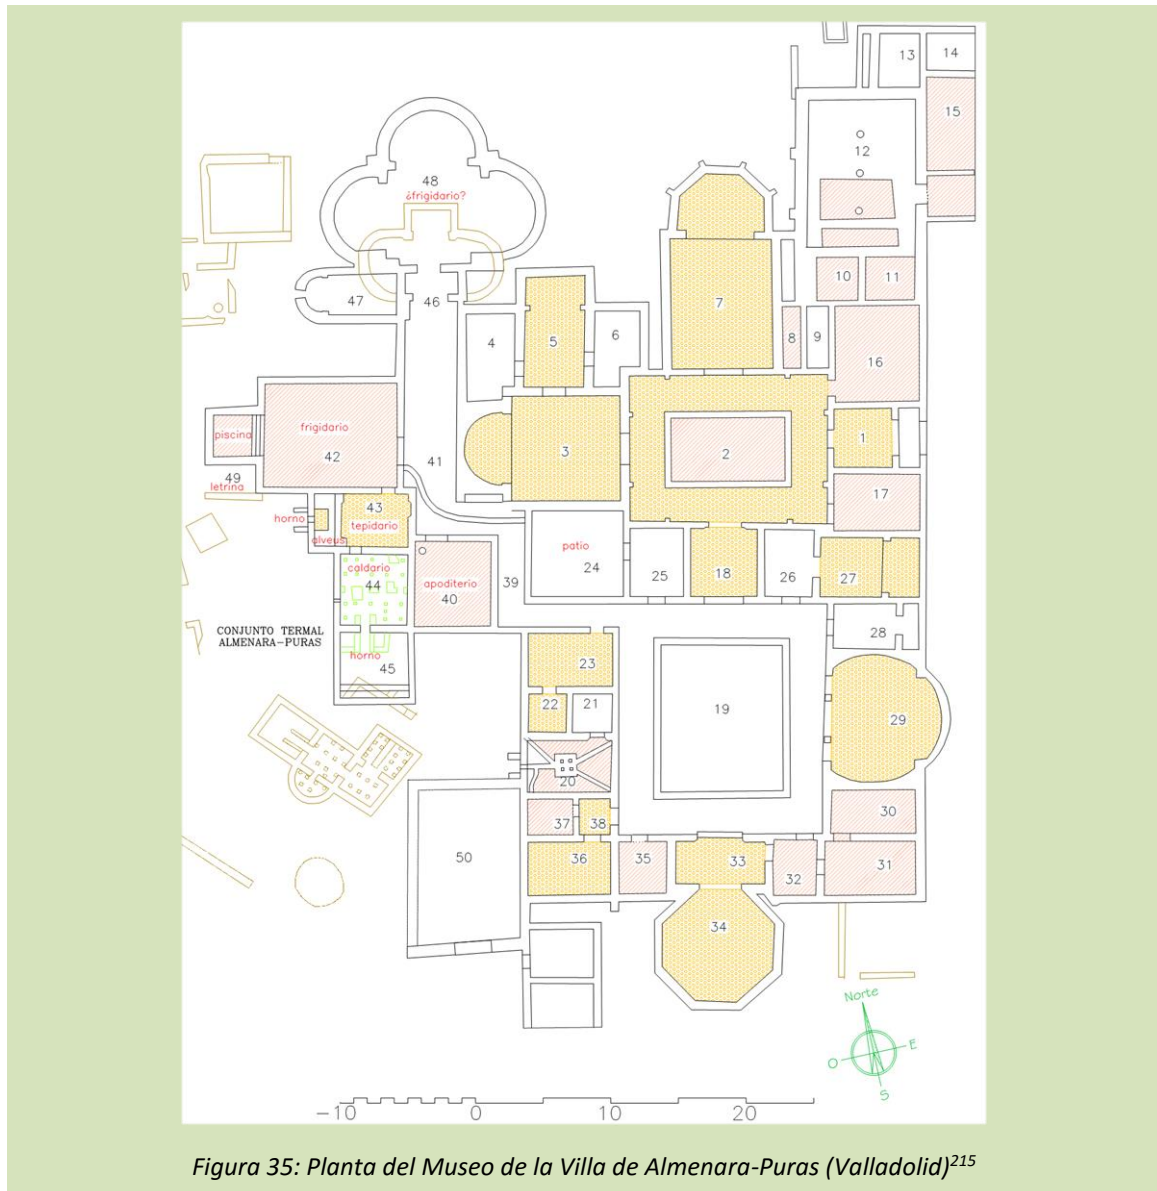 13 14
15
12
48
¿frigidario?
10 11
47 46
7
4 5 6
8 9
16
piscina frigidario
42
3 2 1
41
49
letrina
17
horno
43
tepidario
alveus
patio
24
caldario
44
apoditerio
40
39
25 18 26 27
CONJUNTO TERMAL
ALMENARA-PURAS
horno
45
28
23
22 21
19
29
20
37 38
30
50
36 35 33
32 31
34
Norte
O E
S
-10 0 10 20
Figura 35: Planta del Museo de la Villa de Almenara-Puras (Valladolid)215